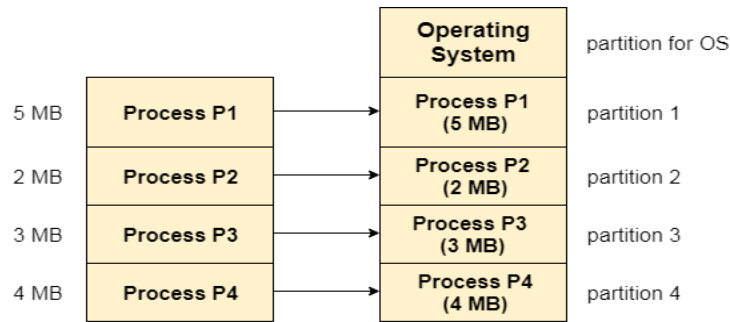 Operating
System
partition for OS
5 MB
Process P1
Process P1
(5 MB)
partition 1
2 MB
Process P2
Process P2
(2 MB)
partition 2
3 MB
Process P3
Process P3
(3 MB)
partition 3
4 MB
Process P4
Process P4
(4 MB)
partition 4